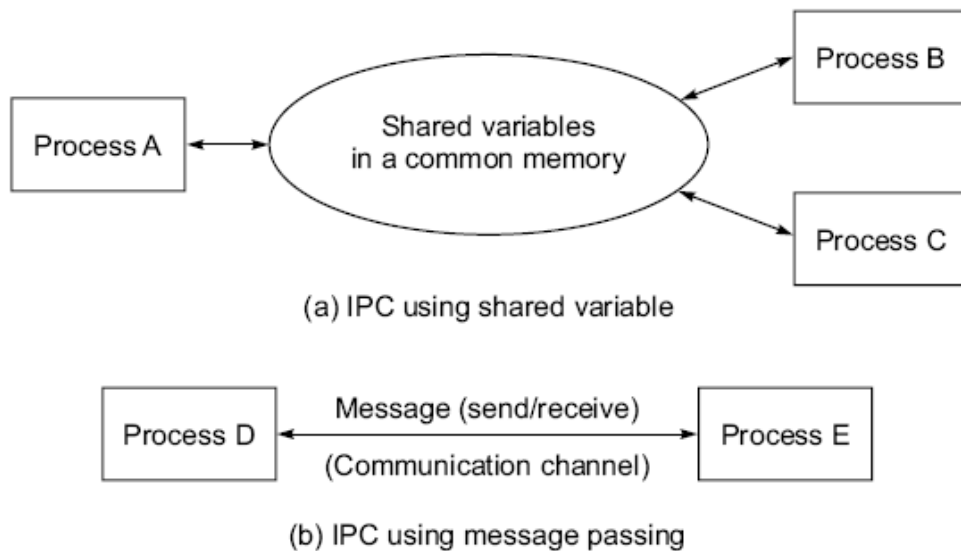 Process A
Shared variables
in a common memory
Process B
Process C
(a) IPC using shared variable
Process D
Message (send/receive)
(Communication channel)
Process E
(b) IPC using message passing